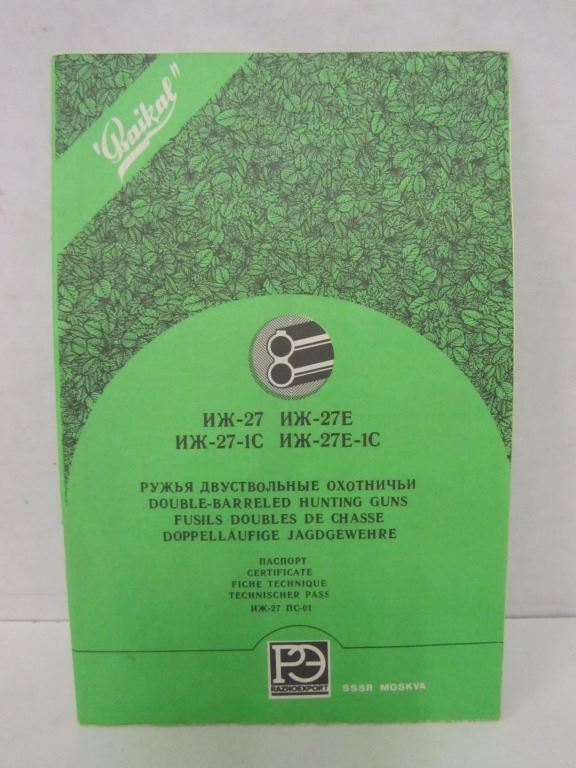 "Baikal"
ИЖ-27 ИЖ-27Е
ИЖ-27-1С ИЖ-27Е-1С
РУЖЬЯ ДВУСТВОЛЬНЫЕ ОХОТНИЧЬИ
DOUBLE-BARRELED HUNTING GUNS
FUSILS DOUBLES DE CHASSE
DOPPELLÄUFIGE JAGDGEWEHRE
ПАСПОРТ
CERTIFICATE
FICHE TECHNIQUE
TECHNISCHER PASS
ИЖ-27 ПС-01
РЭ
RAZNOEXPORT
SSSR MOSKVA